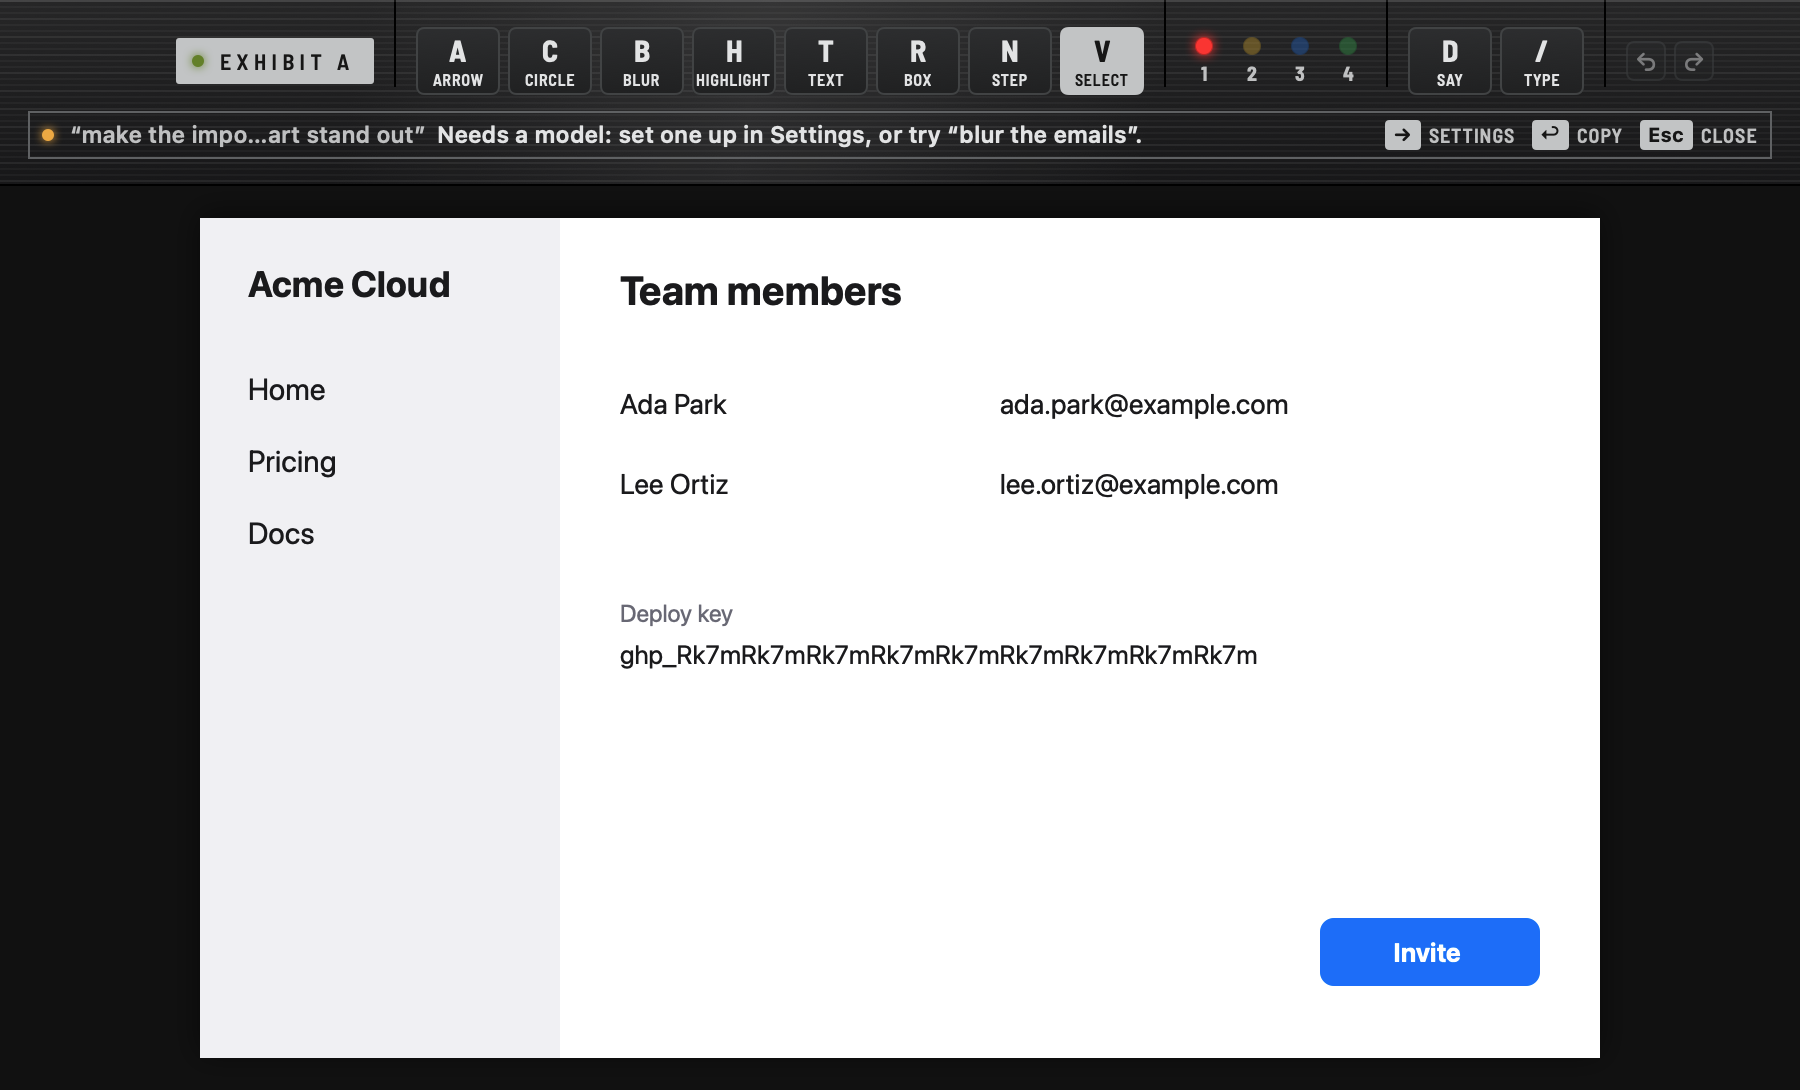 EXHIBIT A
A C B H T R N V 1 2 3 4 D /
ARROW CIRCLE BLUR HIGHLIGHT TEXT BOX STEP SELECT SAY TYPE
“make the impo...art stand out” Needs a model: set one up in Settings, or try “blur the emails”. → SETTINGS ↩ COPY Esc CLOSE
Acme Cloud
Home
Pricing
Docs
Team members
Ada Park ada.park@example.com
Lee Ortiz lee.ortiz@example.com
Deploy key
ghp_Rk7mRk7mRk7mRk7mRk7mRk7mRk7mRk7mRk7m
Invite